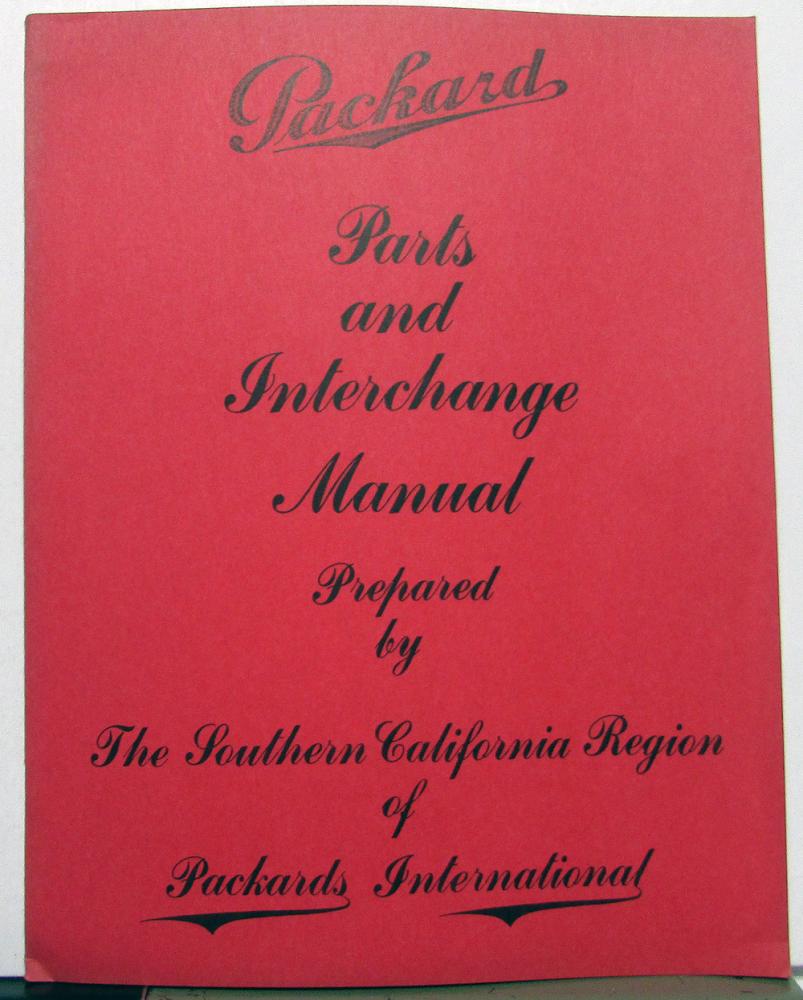 Packard
Parts
and
Interchange
Manual
Prepared
by
The Southern California Region
of
Packards International